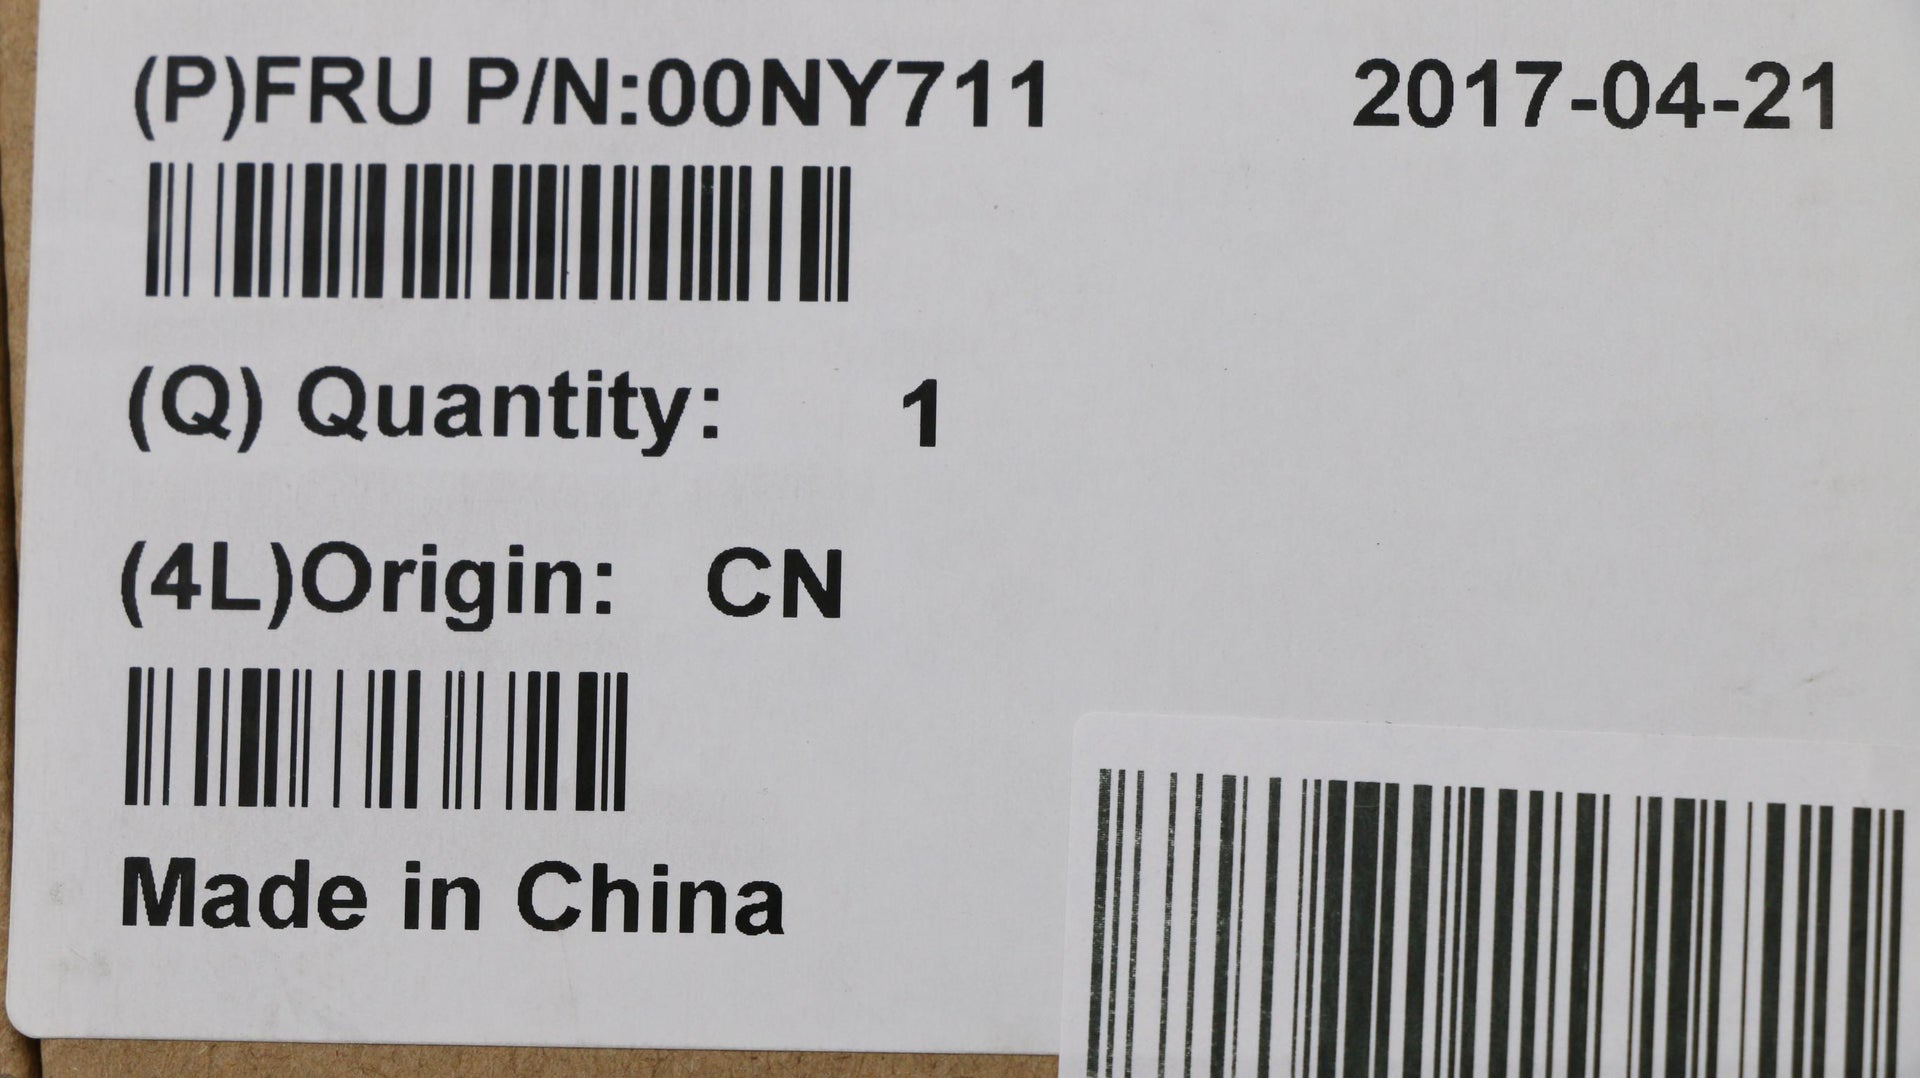 (P)FRU P/N:00NY711 2017-04-21
(Q) Quantity: 1
(4L)Origin: CN
Made in China